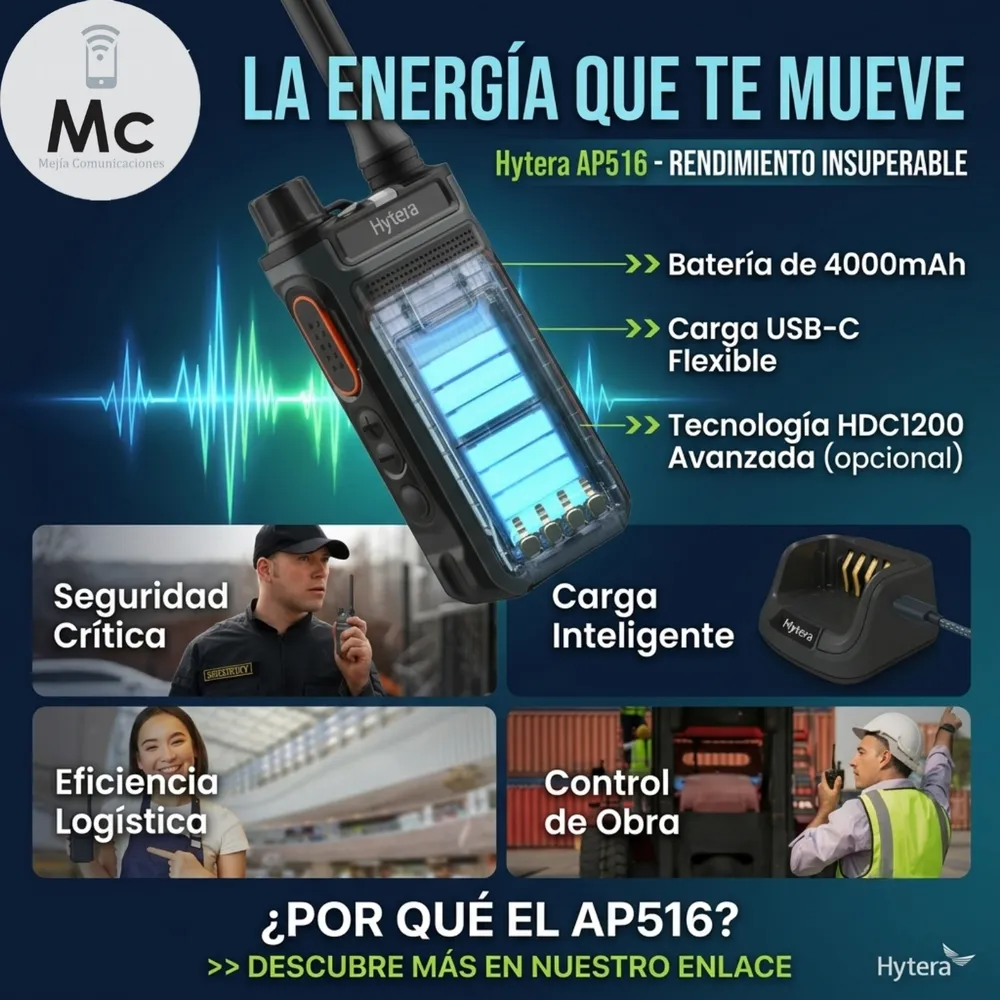 Mc
Mejía Comunicaciones
LA ENERGÍA QUE TE MUEVE
Hytera AP516 - RENDIMIENTO INSUPERABLE
Hytera
>> Batería de 4000mAh
>> Carga USB-C
Flexible
>> Tecnología HDC1200
Avanzada (opcional)
Seguridad
Crítica
Carga
Inteligente
Hytera
Eficiencia
Logística
Control
de Obra
¿POR QUÉ EL AP516?
>> DESCUBRE MÁS EN NUESTRO ENLACE
Hytera